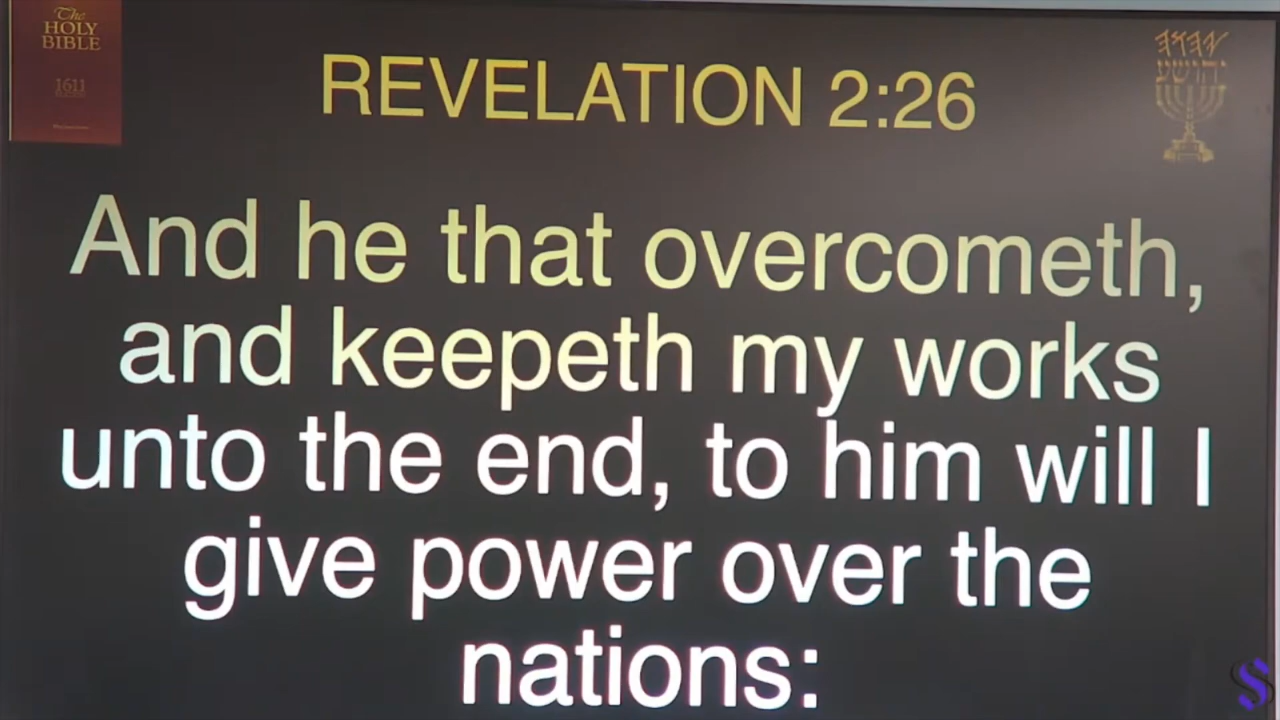 The
HOLY
BIBLE
1611
REVELATION 2:26
And he that overcometh,
and keepeth my works
unto the end, to him will I
give power over the
nations:
S